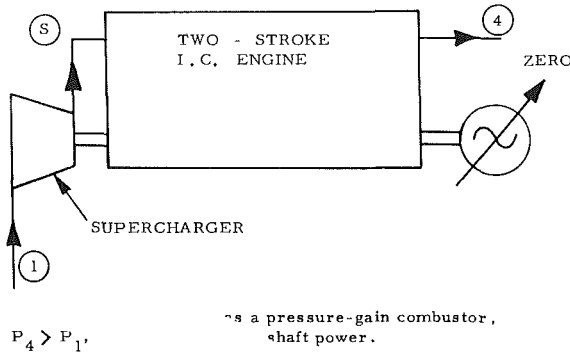 S
TWO - STROKE
I.C. ENGINE
4
ZERO
SUPERCHARGER
1
s a pressure-gain combustor,
P₄ > P₁,
shaft power.